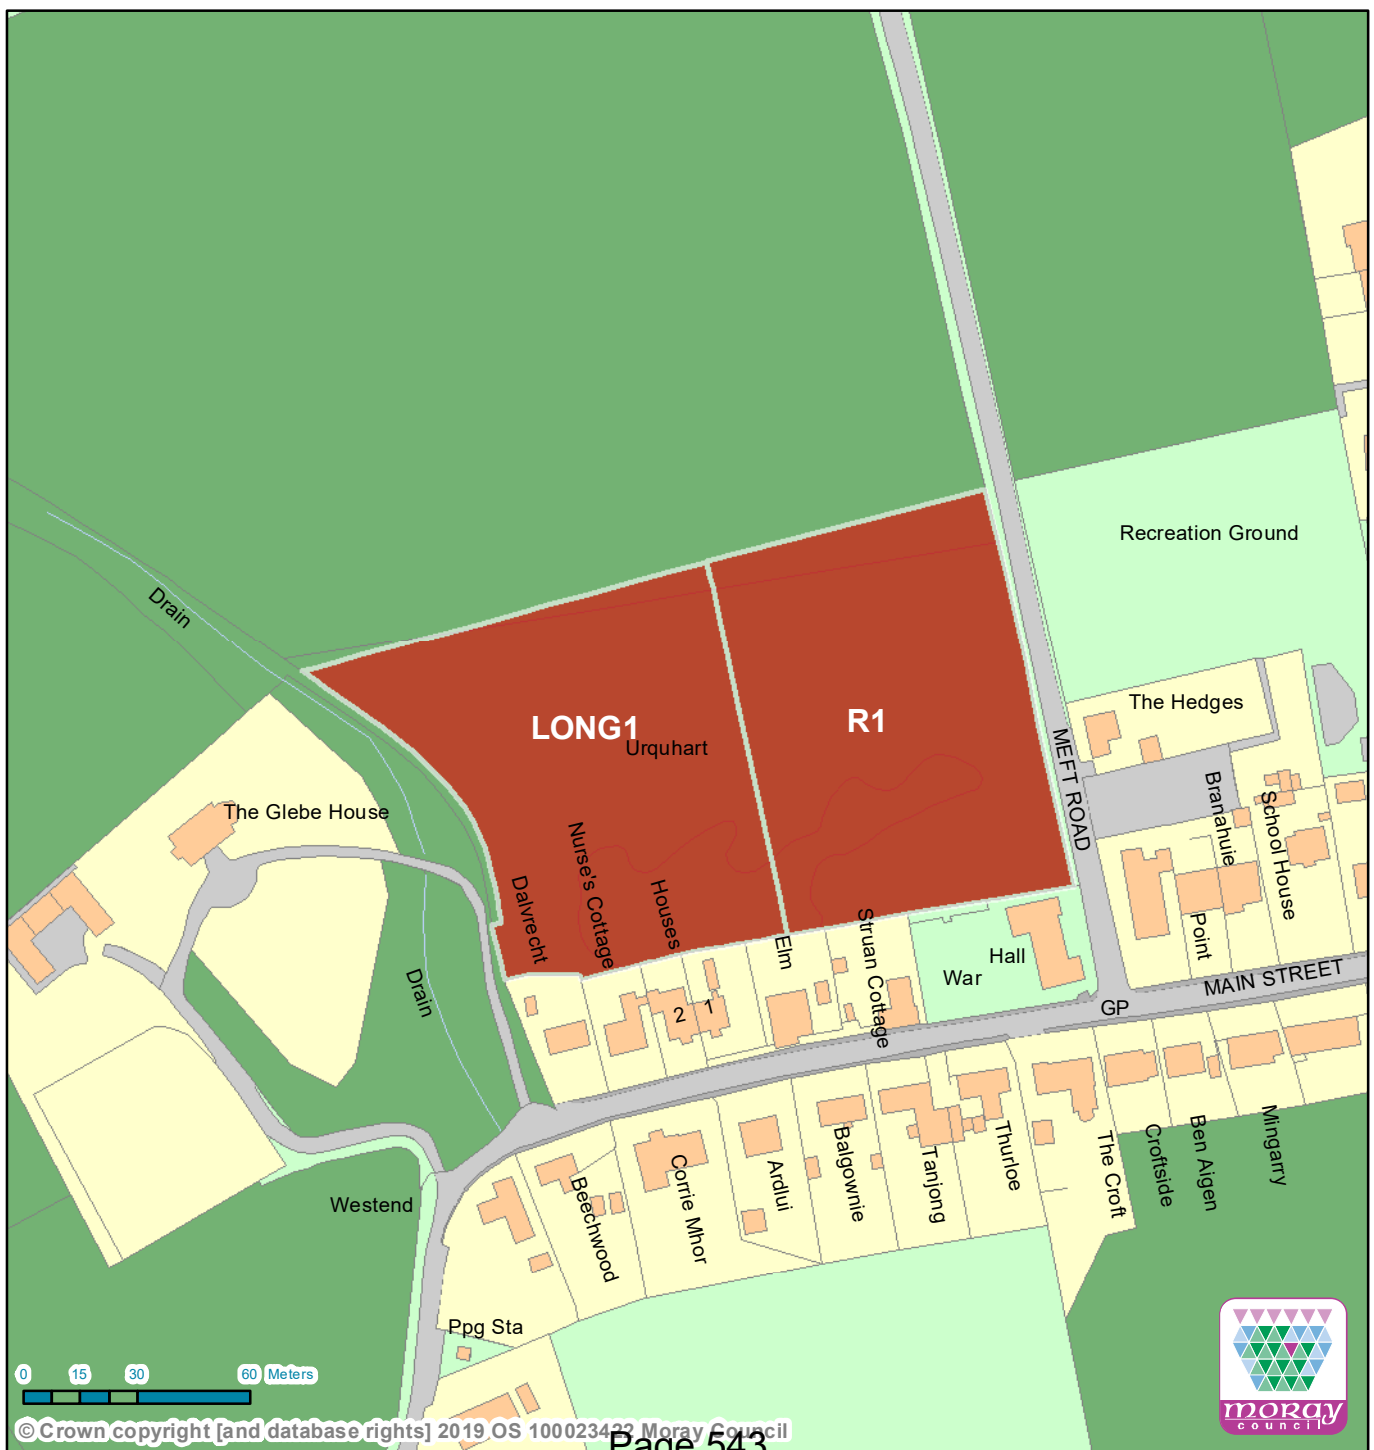 Recreation Ground
Drain
The Hedges
LONG1
R1
Urquhart
MEFT ROAD
The Glebe House
Branahuie
School House
Nurse's Cottage
Dalvrecht
Houses
Elm
Struan Cottage
Hall
War
Point
MAIN STREET
Drain
2
1
GP
Westend
Beechwood
Corrie Mhor
Ardlui
Balgownie
Tanjong
Thurloe
The Croft
Croftside
Ben Aigen
Mingarry
Ppg Sta
0 15 30 60 Meters
moray
council
© Crown copyright [and database rights] 2019 OS 100023422 Moray Council
Page 543